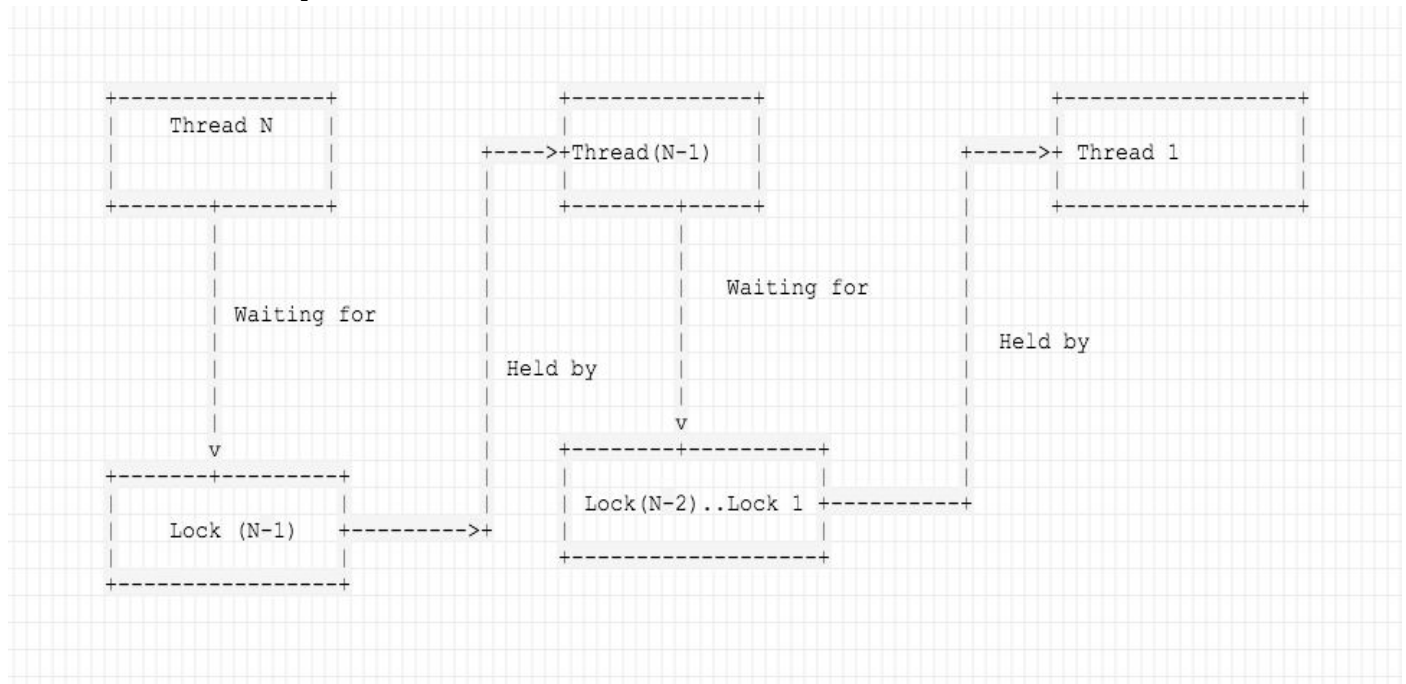 Thread N
Thread(N-1)
Thread 1
Waiting for
Waiting for
Held by
Held by
Lock(N-2)..Lock 1
Lock (N-1)